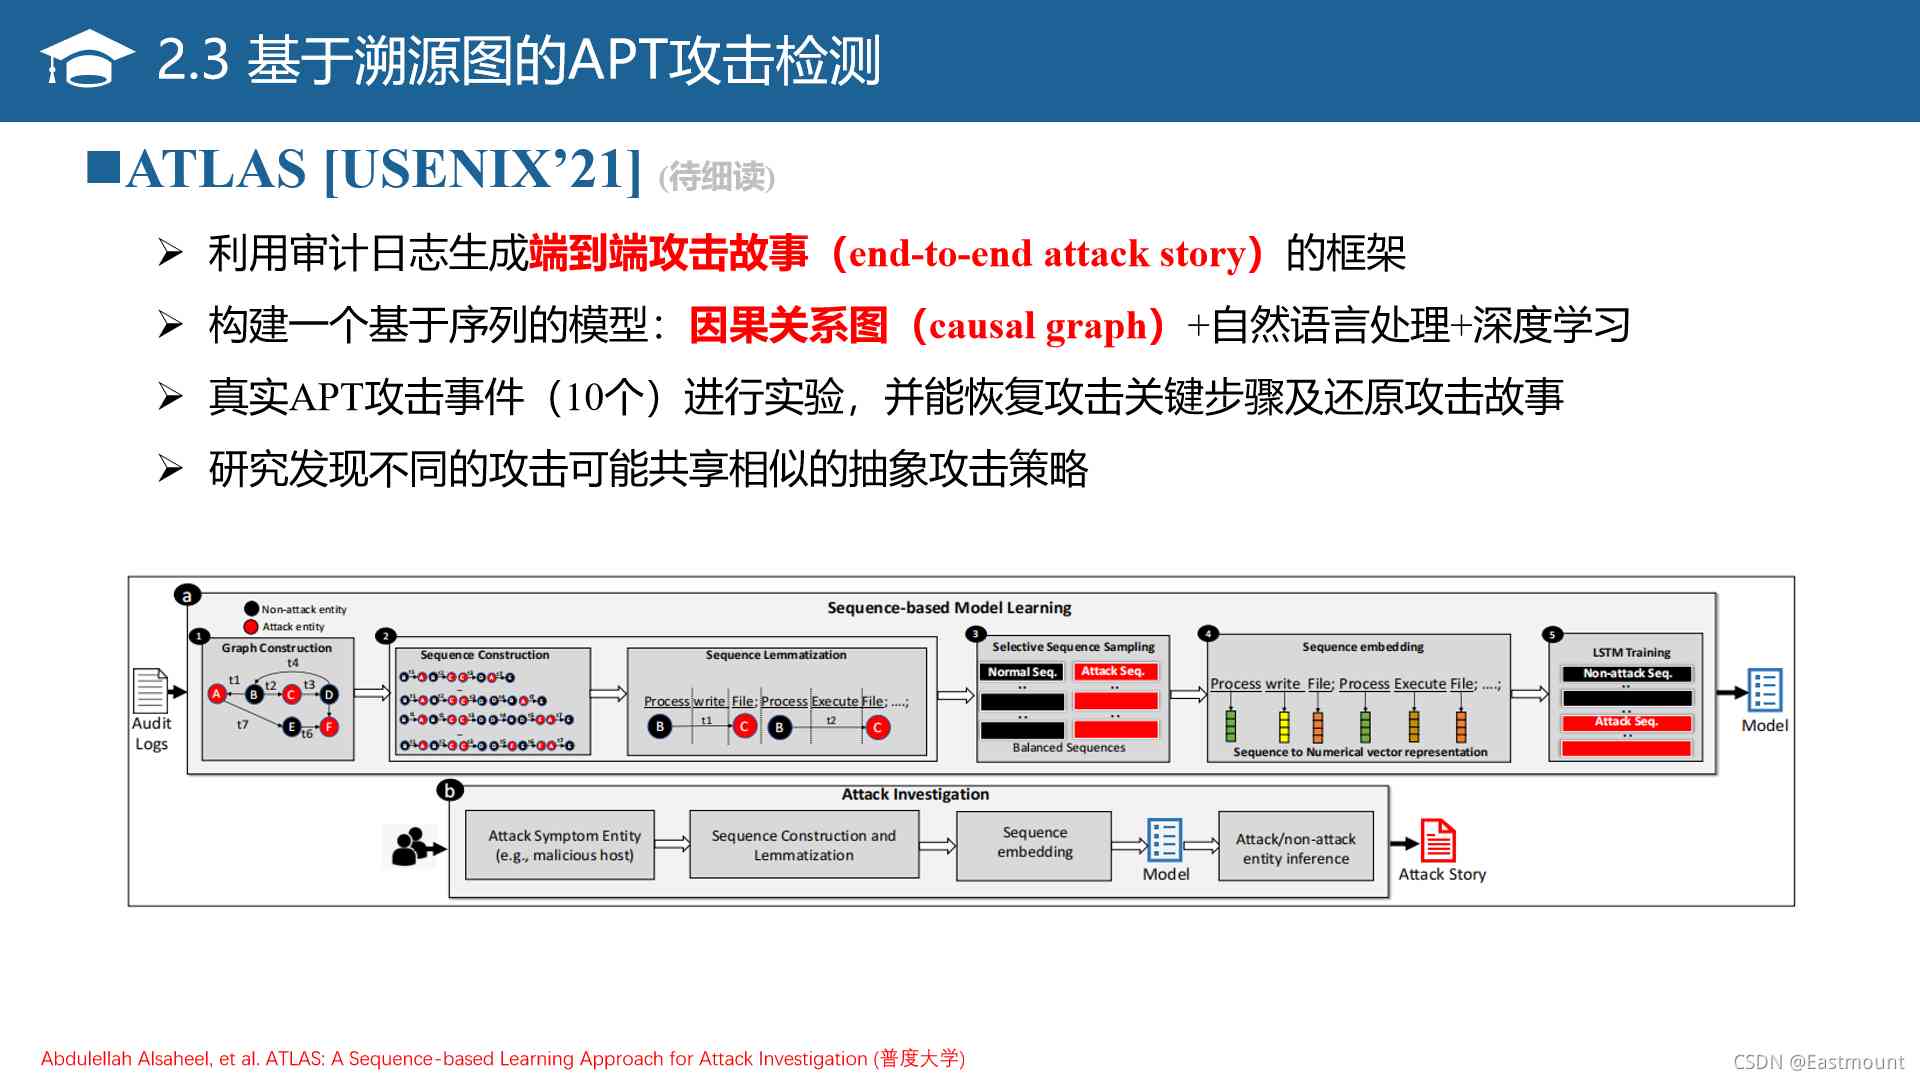 2.3 基于溯源图的APT攻击检测
■ATLAS [USENIX’21] (待细读)
➢ 利用审计日志生成端到端攻击故事（end-to-end attack story）的框架
➢ 构建一个基于序列的模型：因果关系图（causal graph）+自然语言处理+深度学习
➢ 真实APT攻击事件（10个）进行实验，并能恢复攻击关键步骤及还原攻击故事
➢ 研究发现不同的攻击可能共享相似的抽象攻击策略
a
Sequence-based Model Learning
Non-attack entity
Attack entity
Audit
Logs
1
Graph Construction
t4
A t1 B t2 C t3 D
t7 E t6 F
2
Sequence Construction
Sequence Lemmatization
Process write File; Process Execute File; ....;
B t1 C B t2 C
3
Selective Sequence Sampling
Normal Seq. Attack Seq.
Balanced Sequences
4
Sequence embedding
Process write File; Process Execute File; ....;
Sequence to Numerical vector representation
5
LSTM Training
Non-attack Seq.
Attack Seq.
Model
b
Attack Investigation
Attack Symptom Entity
(e.g., malicious host)
Sequence Construction and
Lemmatization
Sequence
embedding
Model
Attack/non-attack
entity inference
Attack Story
Abdulellah Alsaheel, et al. ATLAS: A Sequence-based Learning Approach for Attack Investigation (普度大学)
CSDN @Eastmount